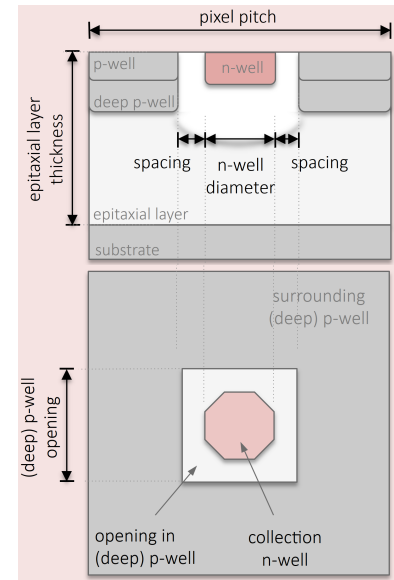 pixel pitch
p-well
n-well
deep p-well
epitaxial layer
thickness
spacing
n-well
diameter
spacing
epitaxial layer
substrate
surrounding
(deep) p-well
(deep) p-well
opening
opening in
(deep) p-well
collection
n-well